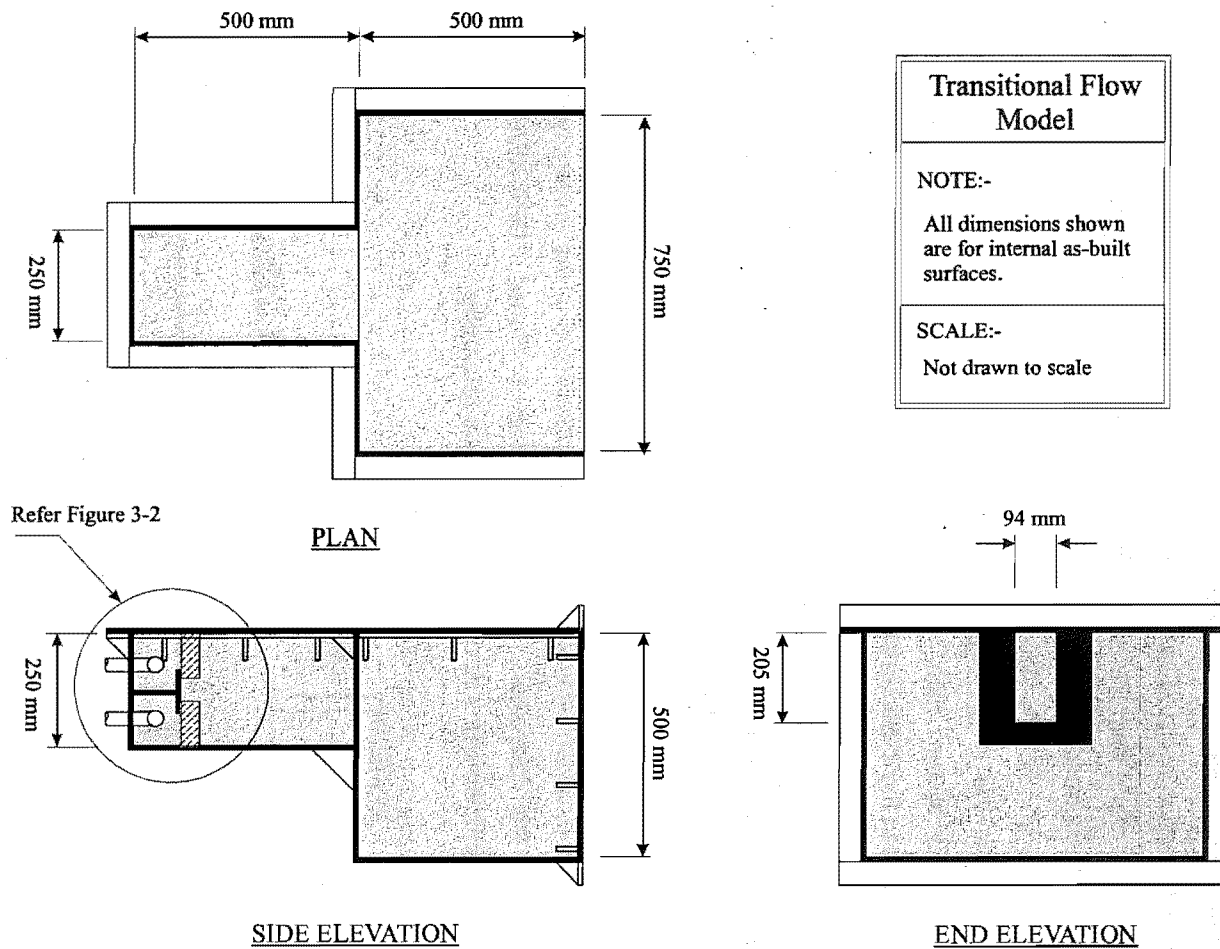 500 mm
500 mm
250 mm
750 mm
Transitional Flow
Model
NOTE:-
All dimensions shown
are for internal as-built
surfaces.
SCALE:-
Not drawn to scale
Refer Figure 3-2
PLAN
94 mm
250 mm
500 mm
205 mm
SIDE ELEVATION
END ELEVATION